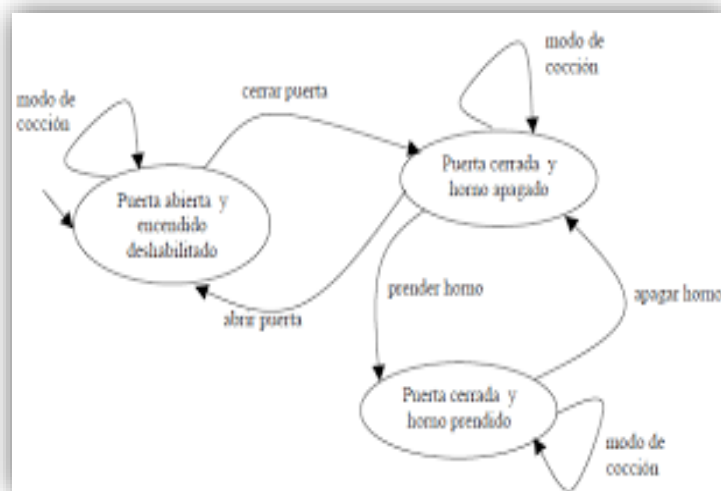 modo de
cocción
cerrar puerta
modo de
cocción
Puerta abierta y
encendido
deshabilitado
Puerta cerrada y
horno apagado
abrir puerta
prender horno
apagar horno
Puerta cerrada y
horno prendido
modo de
cocción